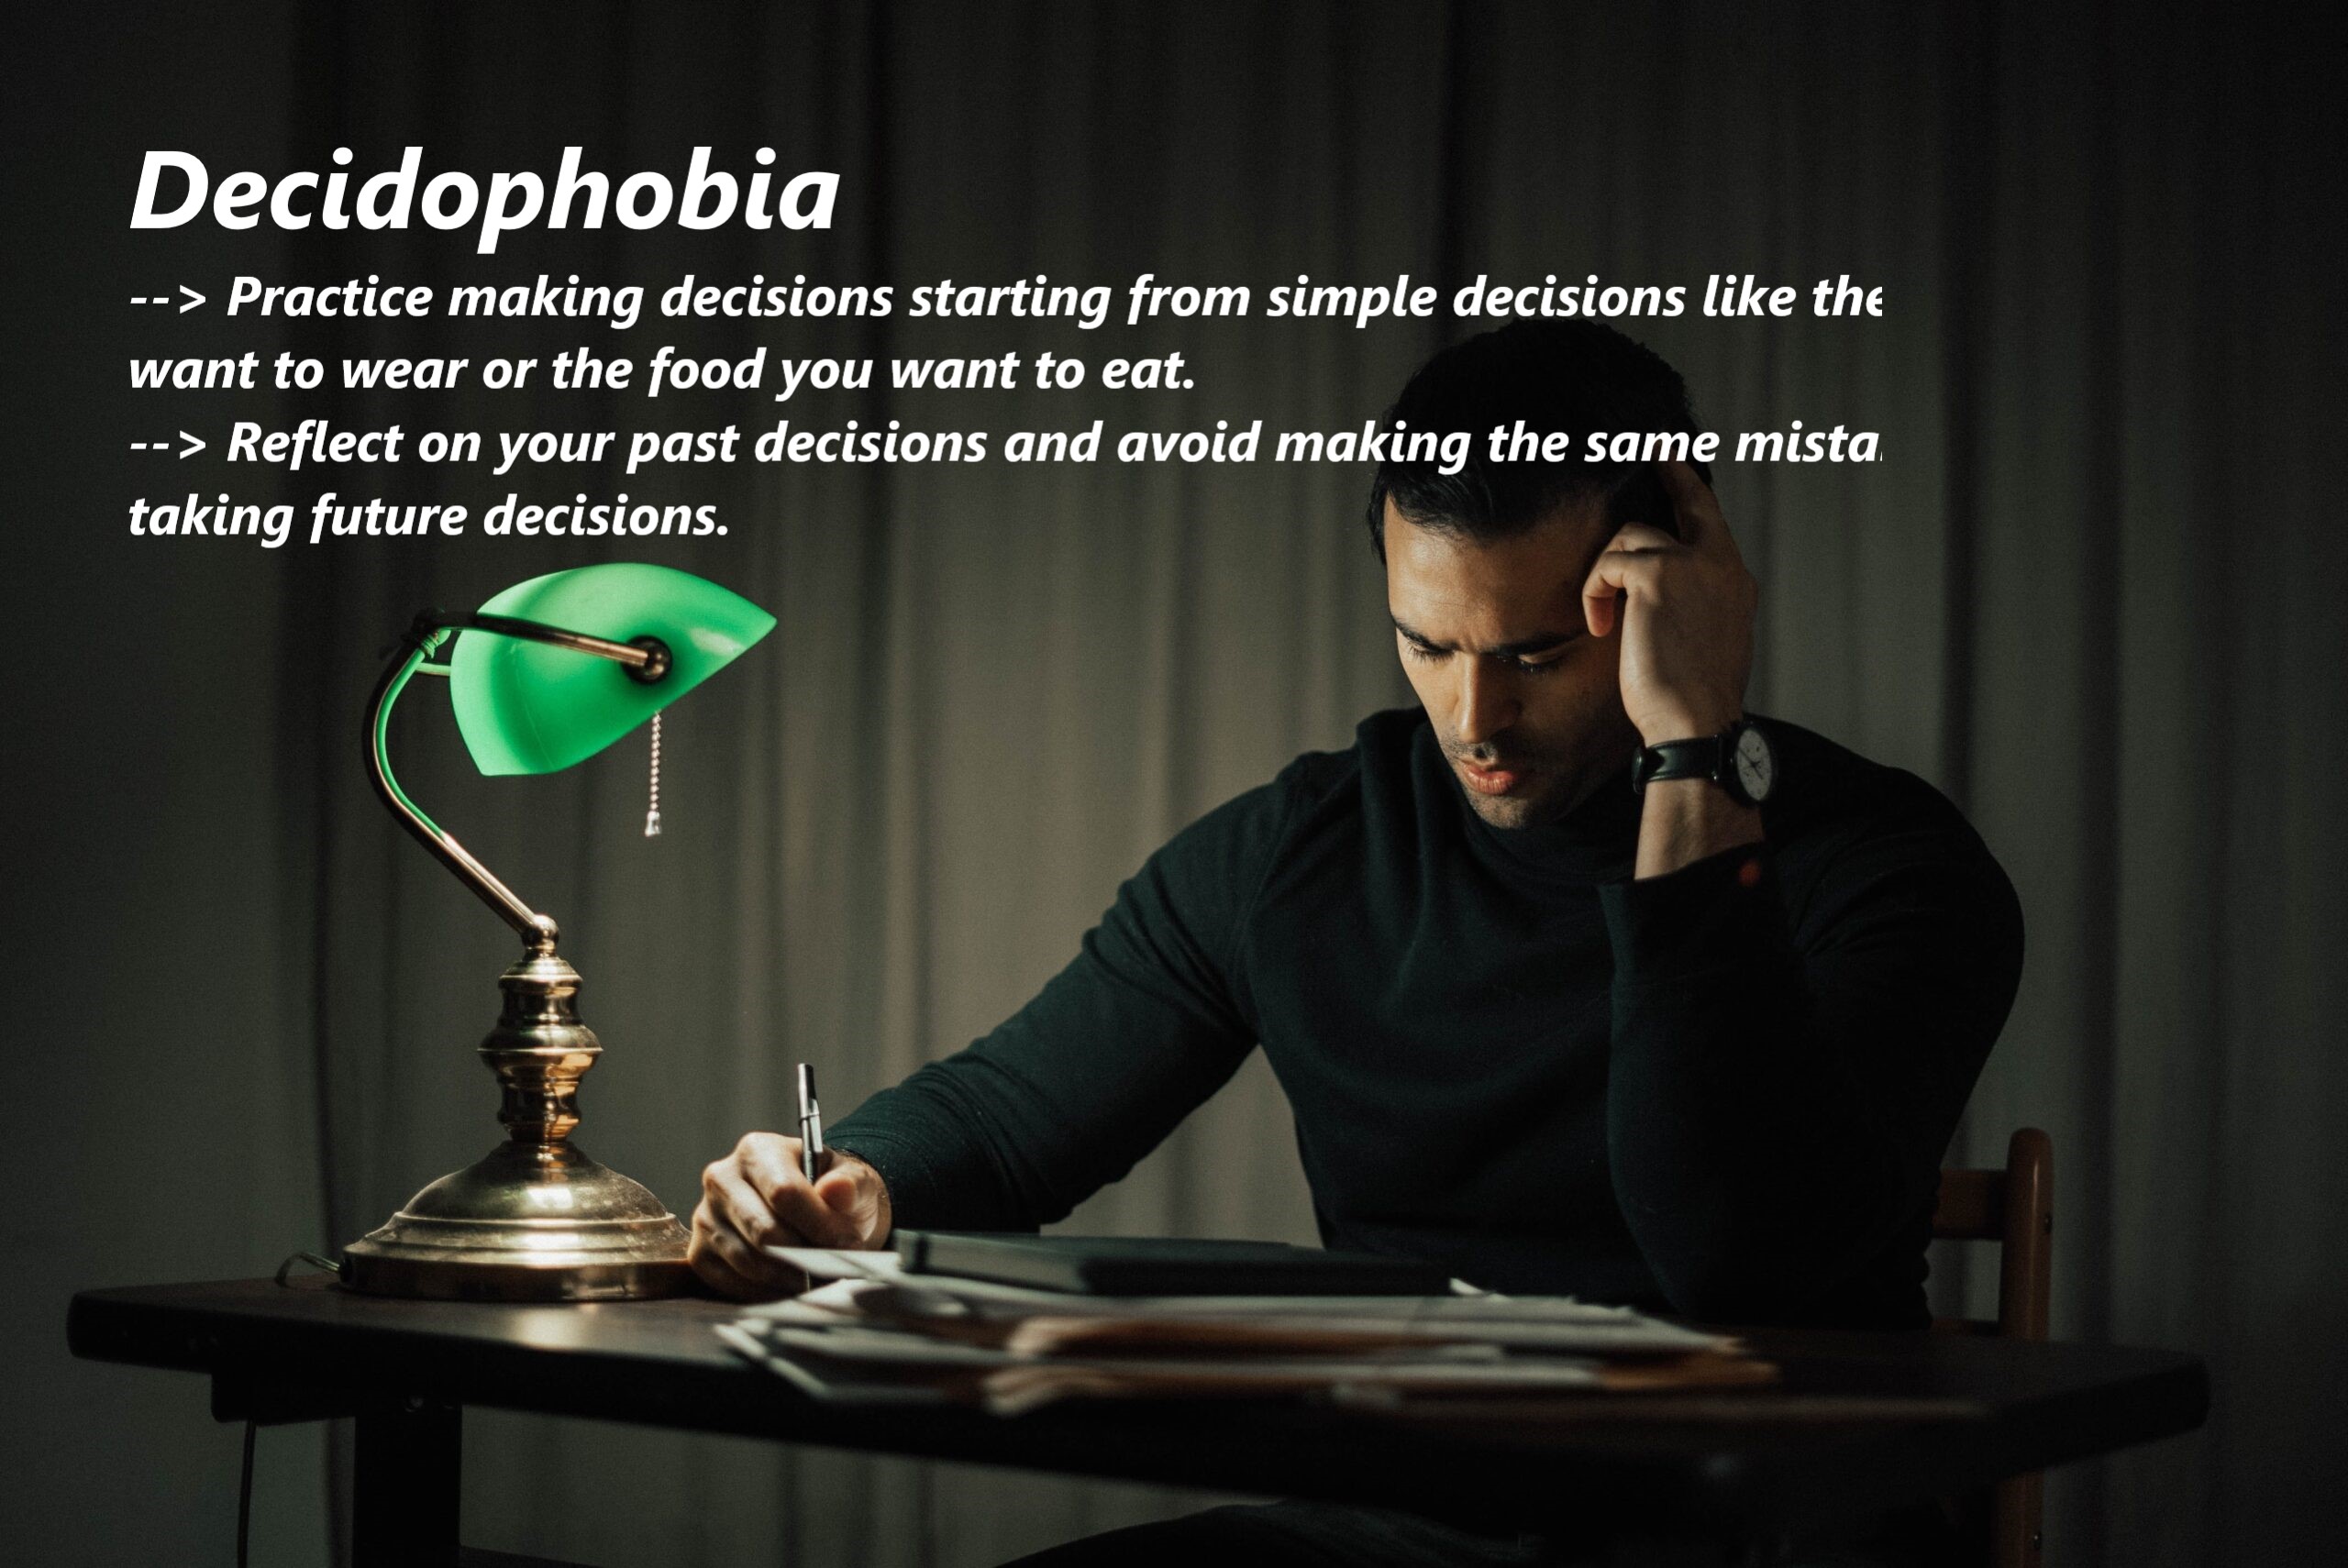 Decidophobia
--> Practice making decisions starting from simple decisions like the
want to wear or the food you want to eat.
--> Reflect on your past decisions and avoid making the same
taking future decisions.